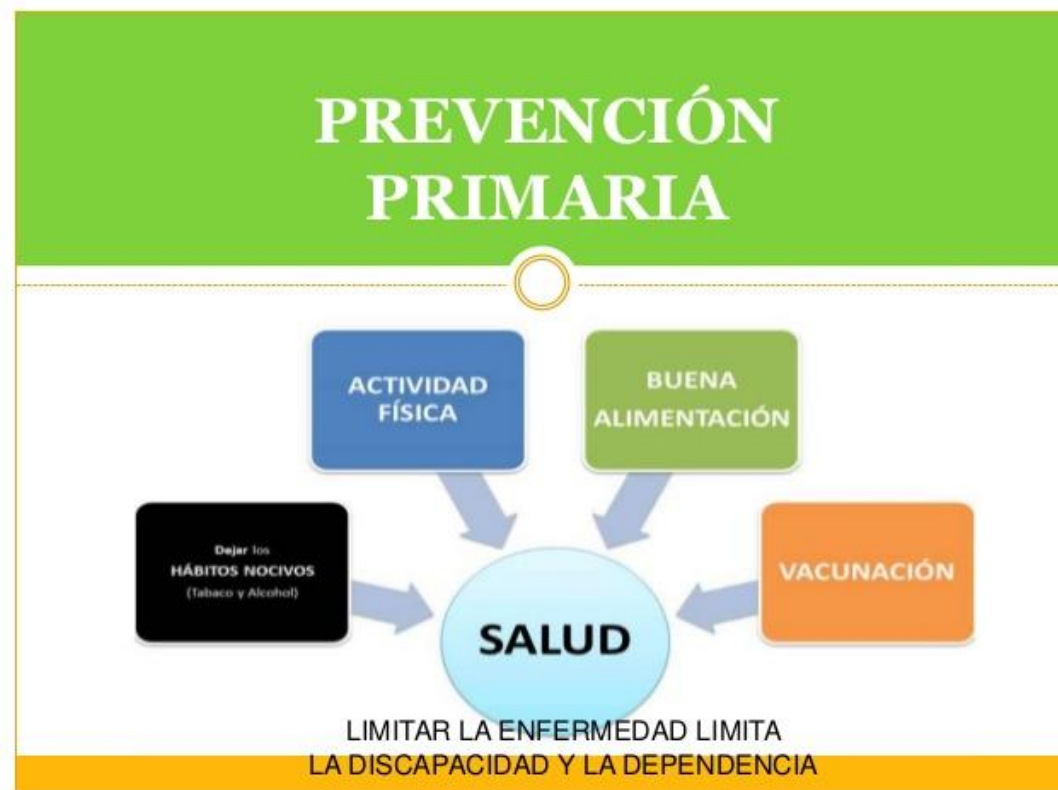 PREVENCIÓN
PRIMARIA
ACTIVIDAD
FÍSICA
BUENA
ALIMENTACIÓN
Dejar los
HÁBITOS NOCIVOS
(Tabaco y Alcohol)
VACUNACIÓN
SALUD
LIMITAR LA ENFERMEDAD LIMITA
LA DISCAPACIDAD Y LA DEPENDENCIA